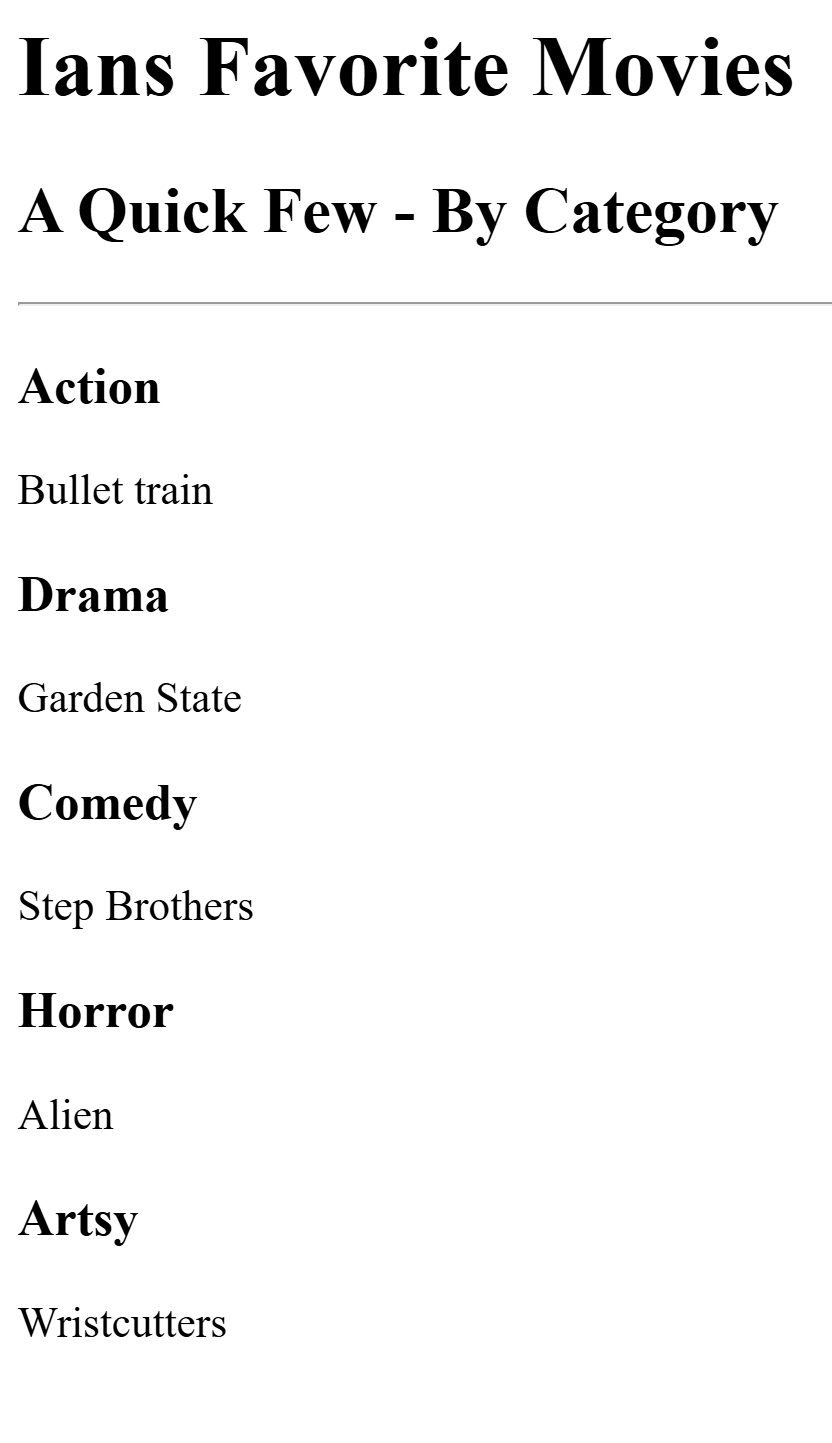 Ians Favorite Movies
A Quick Few - By Category
Action
Bullet train
Drama
Garden State
Comedy
Step Brothers
Horror
Alien
Artsy
Wristcutters